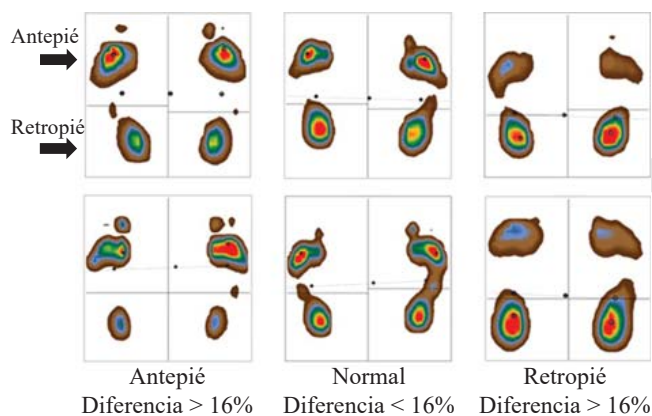 Antepié
Retropié
Antepié
Diferencia > 16%
Normal
Diferencia < 16%
Retropié
Diferencia > 16%